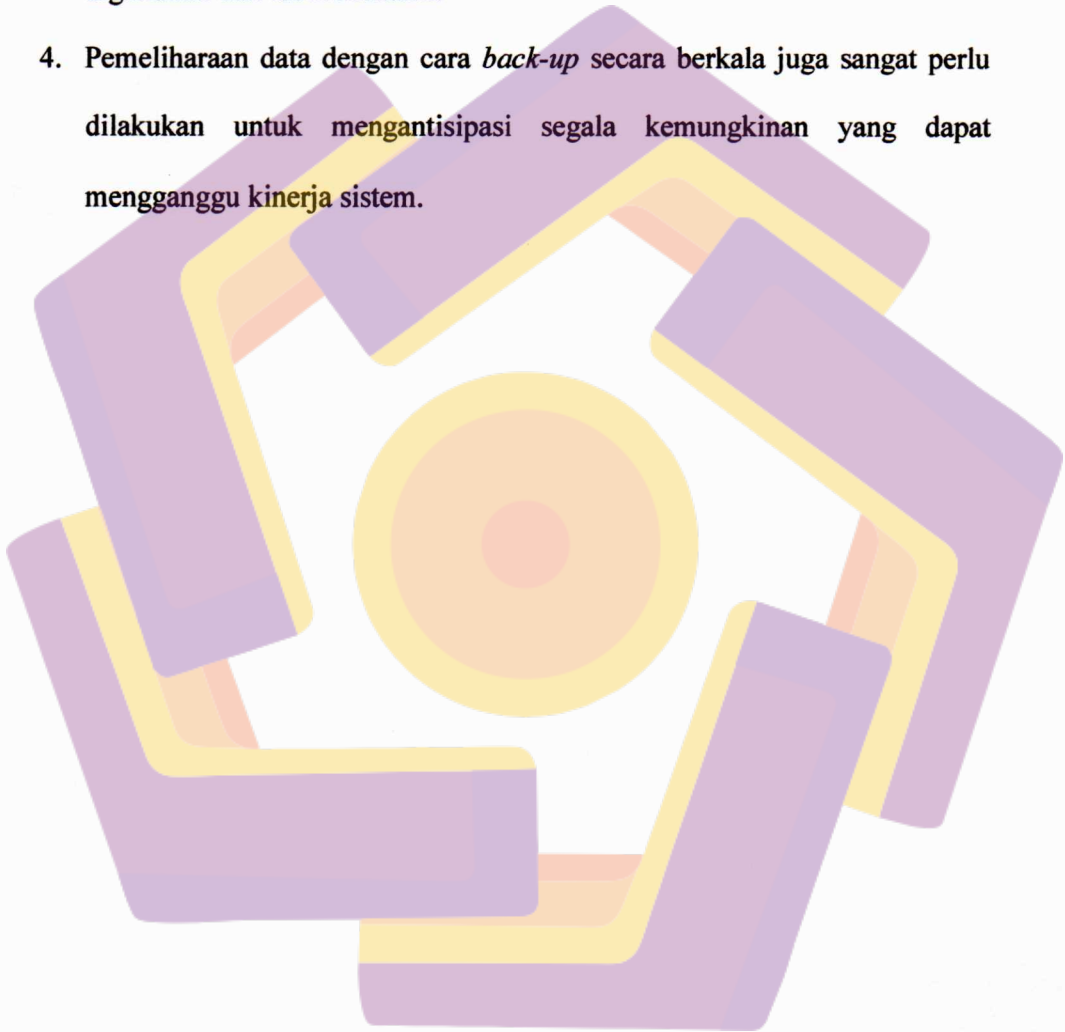 4. Pemeliharaan data dengan cara back-up secara berkala juga sangat perlu
dilakukan untuk mengantisipasi segala kemungkinan yang dapat
mengganggu kinerja sistem.